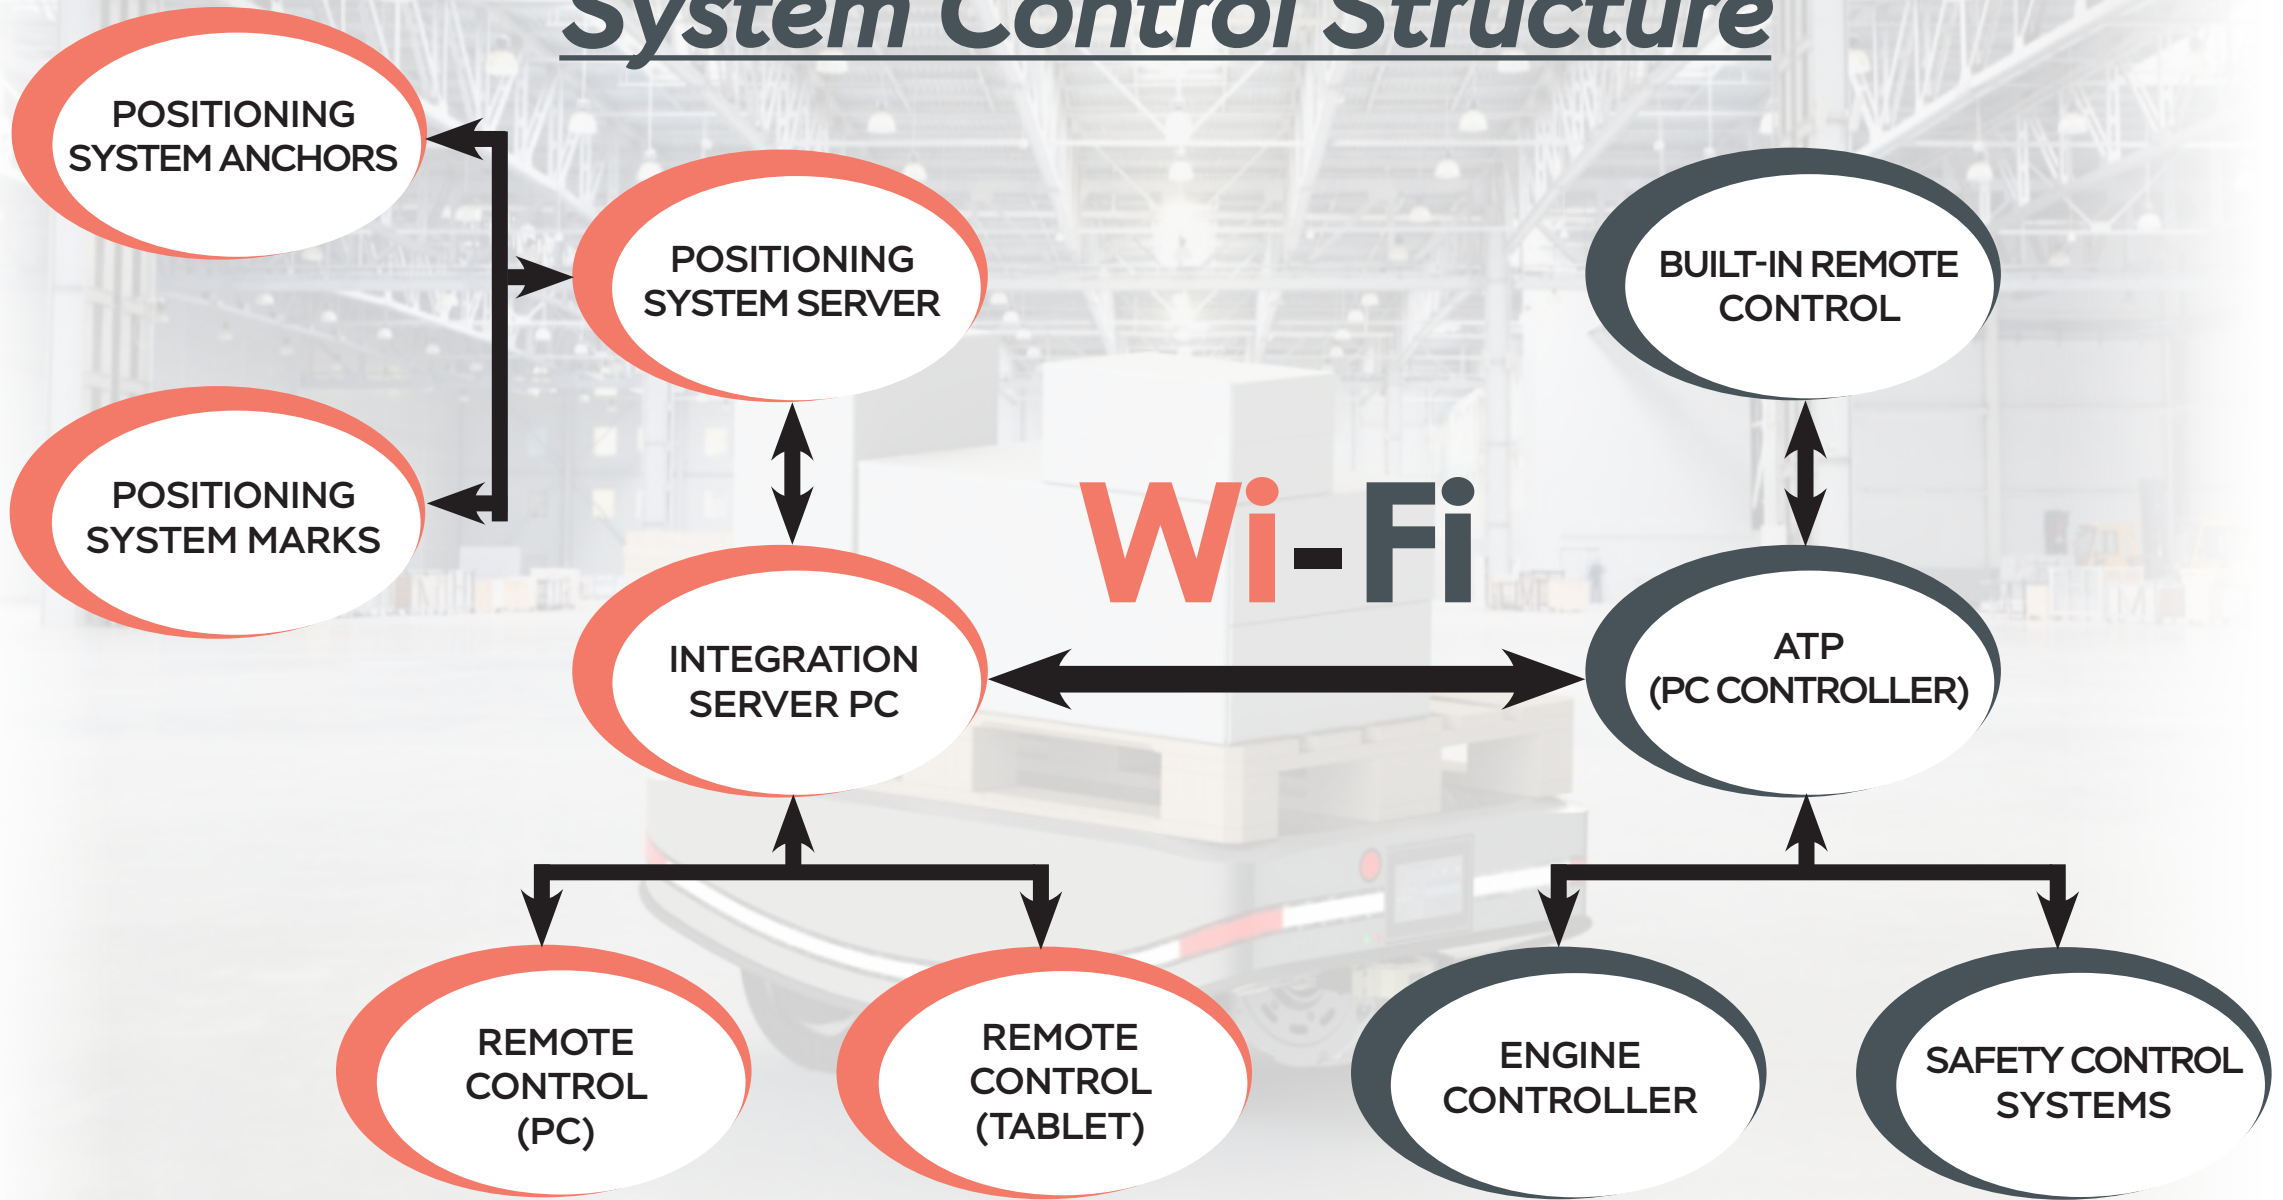 System Control Structure
POSITIONING
SYSTEM ANCHORS
POSITIONING
SYSTEM SERVER
BUILT-IN REMOTE
CONTROL
POSITIONING
SYSTEM MARKS
Wi-Fi
INTEGRATION
SERVER PC
ATP
(PC CONTROLLER)
REMOTE
CONTROL
(PC)
REMOTE
CONTROL
(TABLET)
ENGINE
CONTROLLER
SAFETY CONTROL
SYSTEMS